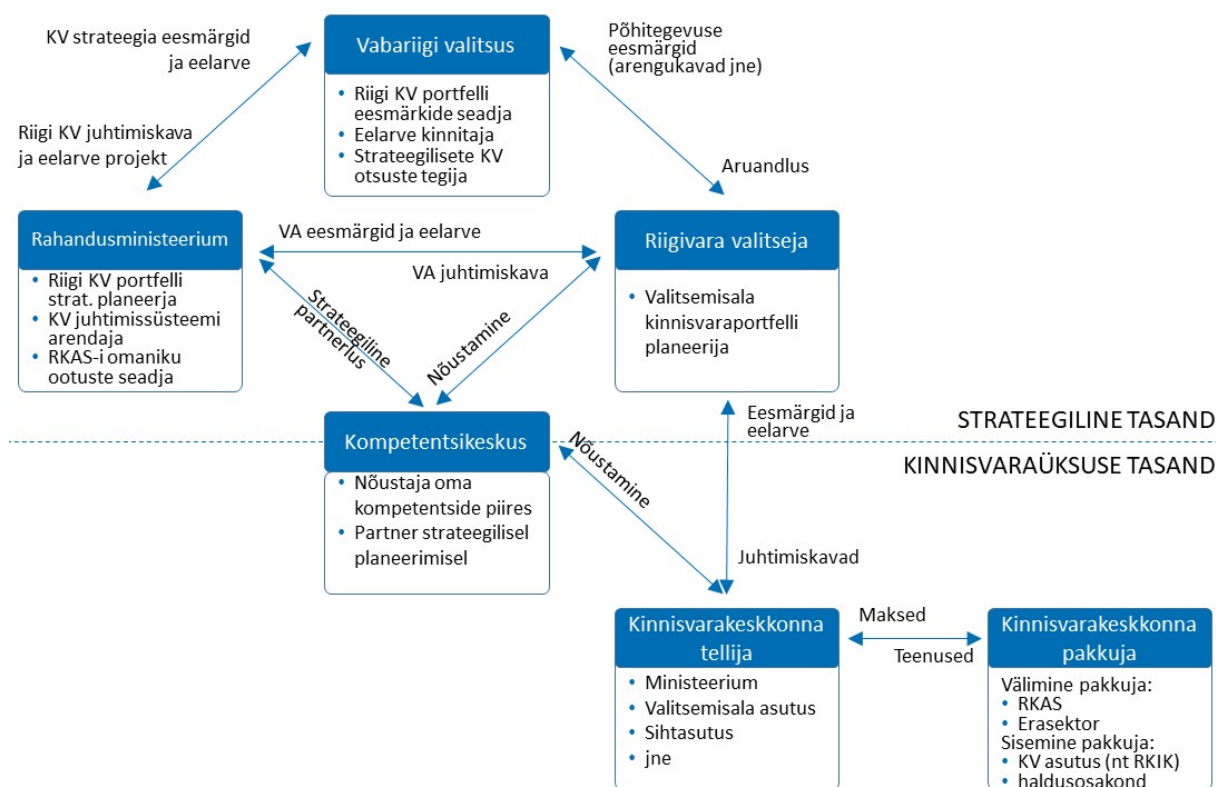 KV strateegia eesmärgid
ja eelarve
Vabariigi valitsus
• Riigi KV portfelli
eesmärkide seadja
• Eelarve kinnitaja
• Strateegilisete KV
otsuste tegija
Põhitegevuse
eesmärgid
(arengukavad jne)
Riigi KV juhtimiskava
ja eelarve projekt
Aruandlus
Rahandusministeerium
• Riigi KV portfelli
strat. planeerja
• KV juhtimissüsteemi
arendaja
• RKAS-i omaniku
ootuste seadja
VA eesmärgid ja eelarve
VA juhtimiskava
Riigivara valitseja
• Valitsemisala
kinnisvaraportfelli
planeerija
Strateegiline
partnerlus
Nõustamine
Eesmärgid ja
eelarve
STRATEEGILINE TASAND
KINNISVARAÜKSUSE TASAND
Kompetentsikeskus
• Nõustaja oma
kompetentside piires
• Partner strateegilisel
planeerimisel
Nõustamine
Juhtimiskavad
Kinnisvarakeskkonna
tellija
• Ministeerium
• Valitsemisala asutus
• Sihtasutus
• jne
Maksed
Teenused
Kinnisvarakeskkonna
pakkuja
Välimine pakkuja:
• RKAS
• Erasektor
Sisemine pakkuja:
• KV asutus (nt RKIK)
• haldusosakond